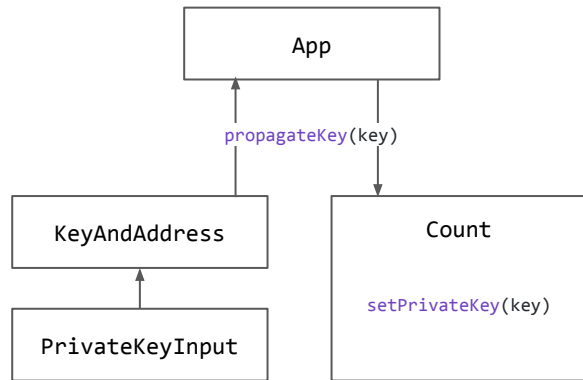 App
propagateKey(key)
KeyAndAddress
Count
setPrivateKey(key)
PrivateKeyInput